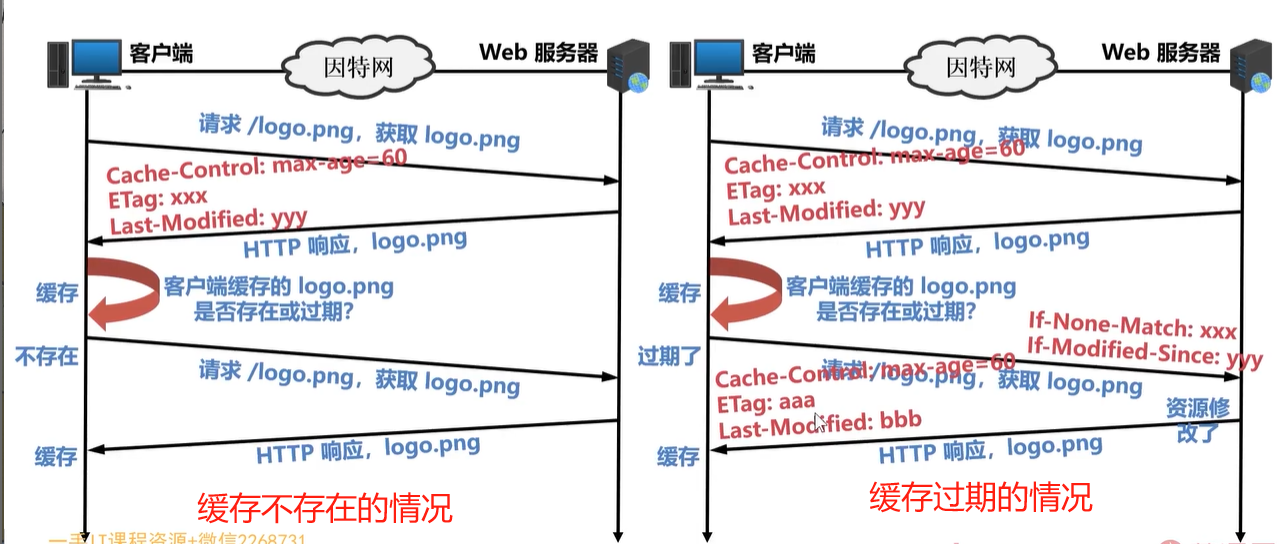 客户端
因特网
Web 服务器
请求 /logo.png，获取 logo.png
Cache-Control: max-age=60
ETag: xxx
Last-Modified: yyy
HTTP 响应，logo.png
缓存
客户端缓存的 logo.png
是否存在或过期？
不存在
请求 /logo.png，获取 logo.png
缓存
HTTP 响应，logo.png
缓存不存在的情况
一手IT课程资源+微信2268731
客户端
因特网
Web 服务器
请求 /logo.png，获取 logo.png
Cache-Control: max-age=60
ETag: xxx
Last-Modified: yyy
HTTP 响应，logo.png
缓存
客户端缓存的 logo.png
是否存在或过期？
If-None-Match: xxx
If-Modified-Since: yyy
过期了
请求 /logo.png，获取 logo.png
Cache-Control: max-age=60
ETag: aaa
Last-Modified: bbb
资源修
改了
缓存
HTTP 响应，logo.png
缓存过期的情况